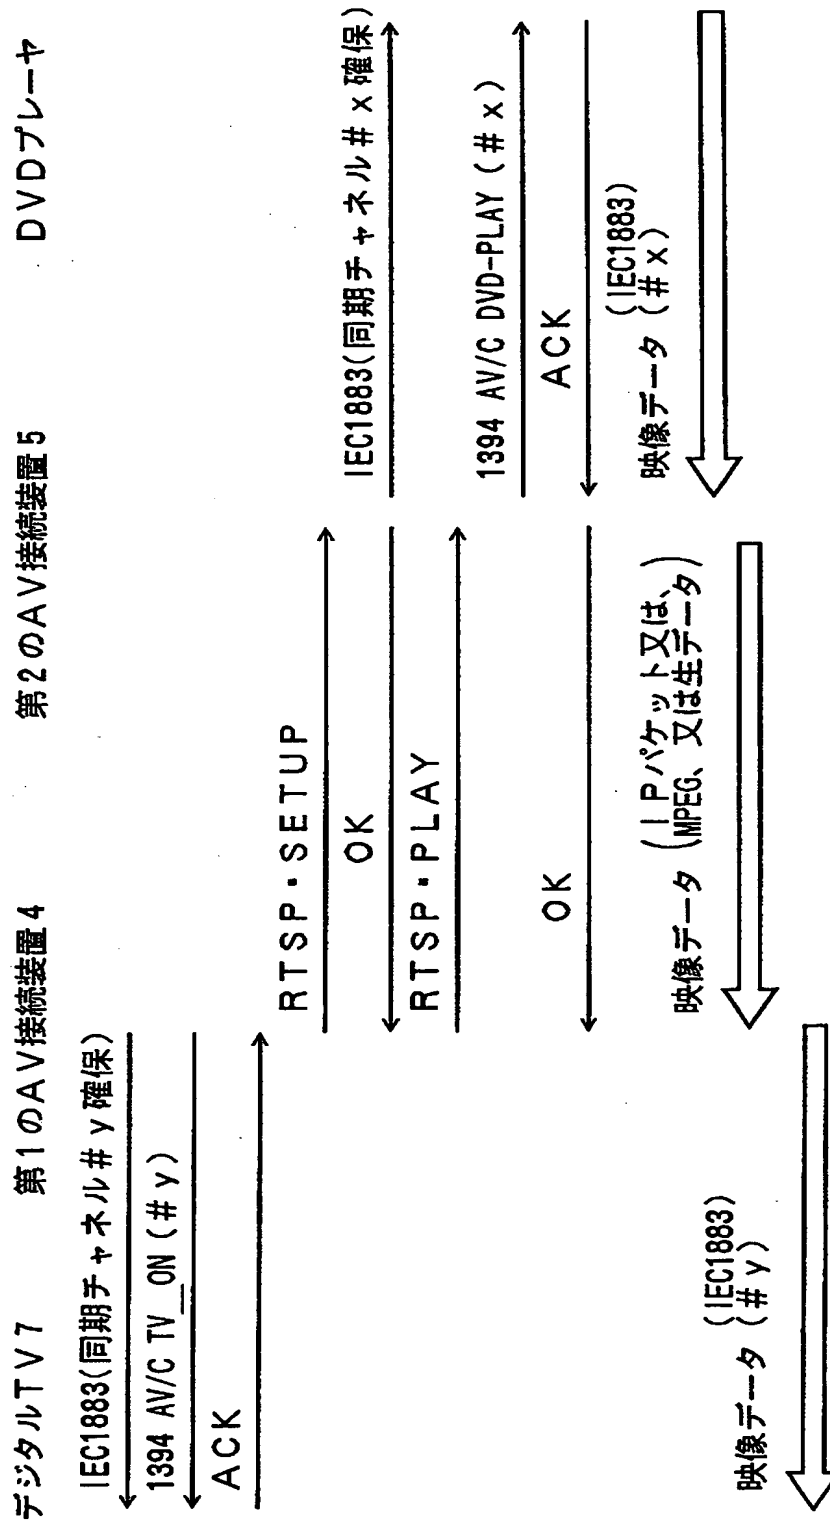 デジタルTV7
第1のAV接続装置4
第2のAV接続装置5
DVDプレーヤ
IEC1883(同期チャネル#y確保)
1394 AV/C TV_ON (#y)
ACK
RTSP・SETUP
OK
IEC1883(同期チャネル#x確保)
RTSP・PLAY
1394 AV/C DVD-PLAY (#x)
OK
ACK
映像データ (IEC1883)
(#x)
映像データ (IPパケット又は、
MPEG、又は生データ)
映像データ (IEC1883)
(#y)